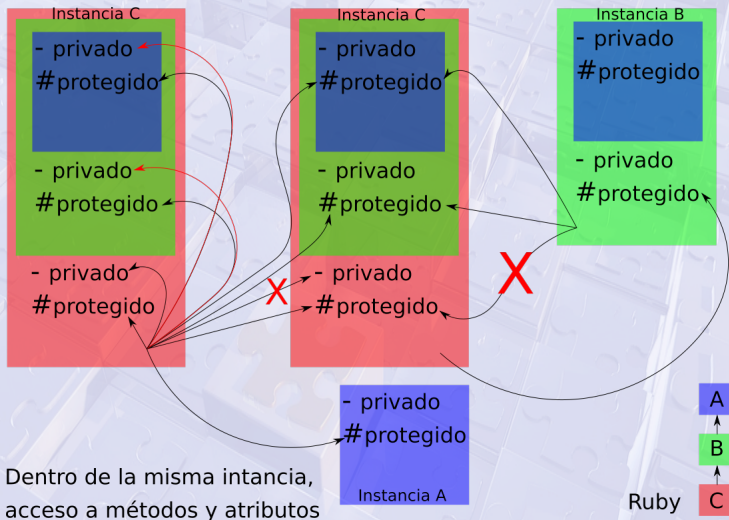 Instancia C
- privado
#protegido
- privado
#protegido
- privado
#protegido
Instancia C
- privado
#protegido
- privado
#protegido
X
- privado
#protegido
X
Instancia B
- privado
#protegido
- privado
#protegido
- privado
#protegido
Instancia A
Dentro de la misma intancia,
acceso a métodos y atributos
Ruby
A
B
C